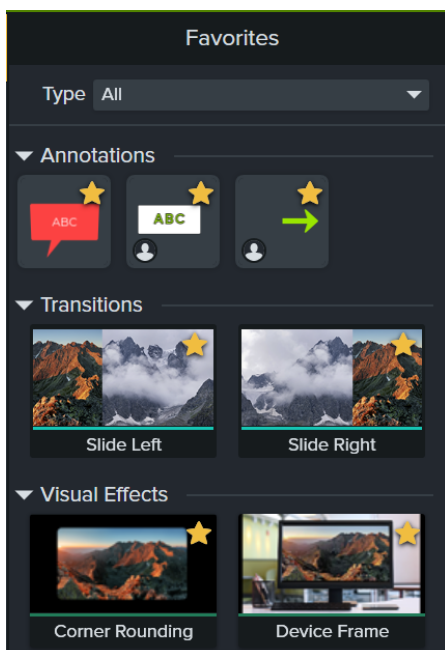 Favorites
Type All
Annotations
ABC
ABC
Transitions
Slide Left
Slide Right
Visual Effects
Corner Rounding
Device Frame